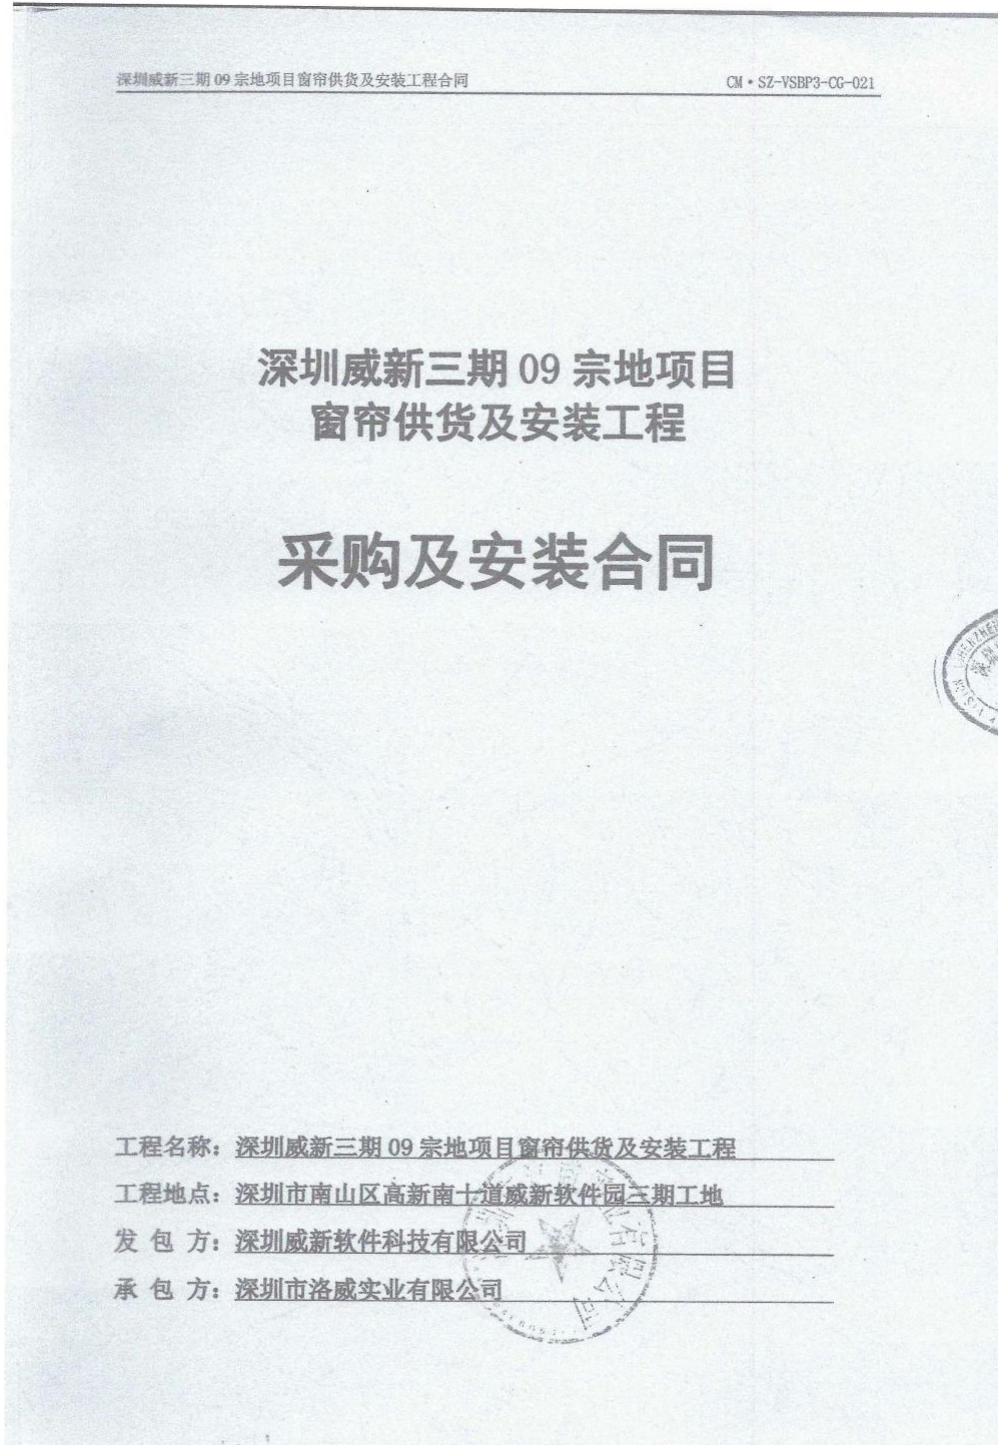 深圳威新三期09宗地项目窗帘供货及安装工程合同 CM·SZ-VSBP3-CG-021
深圳威新三期09宗地项目
窗帘供货及安装工程
采购及安装合同
工程名称：深圳威新三期09宗地项目窗帘供货及安装工程
工程地点：深圳市南山区高新南十道威新软件园三期工地
发包方：深圳威新软件科技有限公司
承包方：深圳市洛威实业有限公司